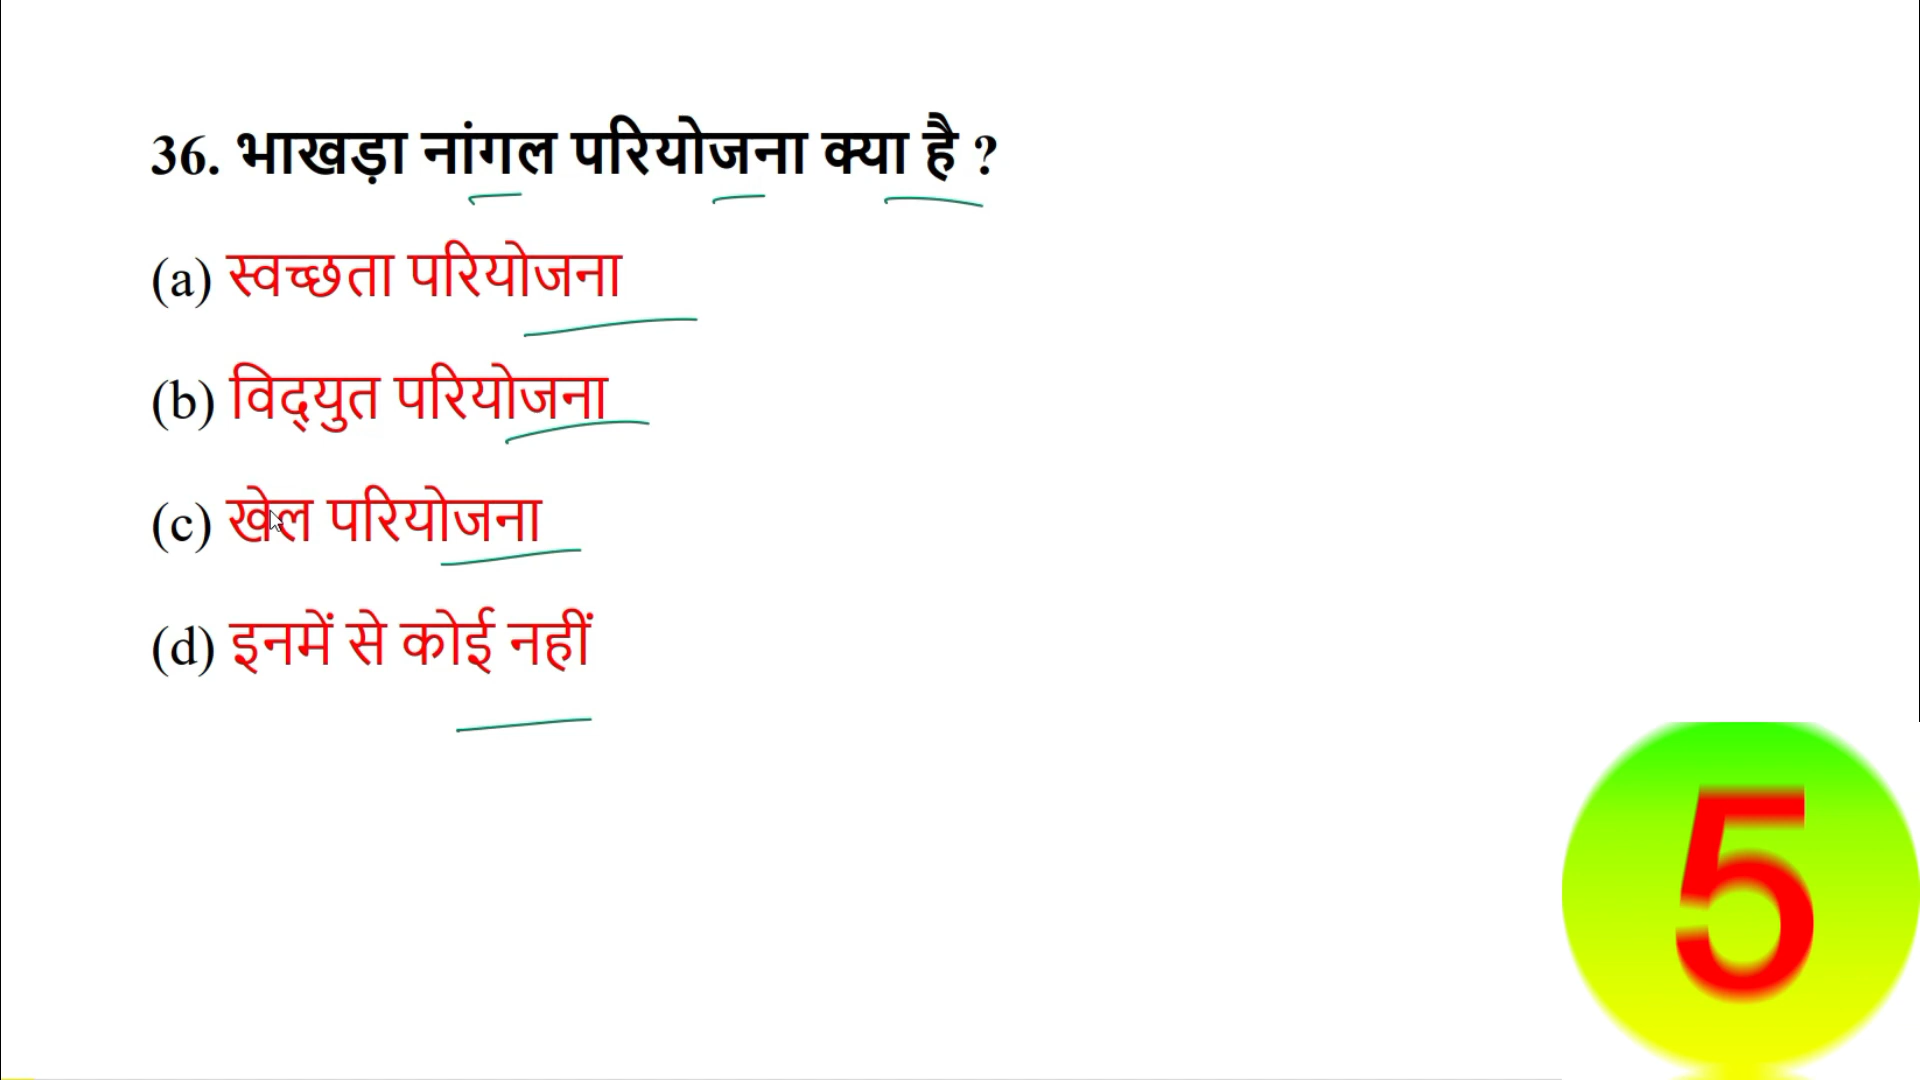 36. भाखड़ा नांगल परियोजना क्या है ?
(a) स्वच्छता परियोजना
(b) विद्युत परियोजना
(c) खेल परियोजना
(d) इनमें से कोई नहीं
5